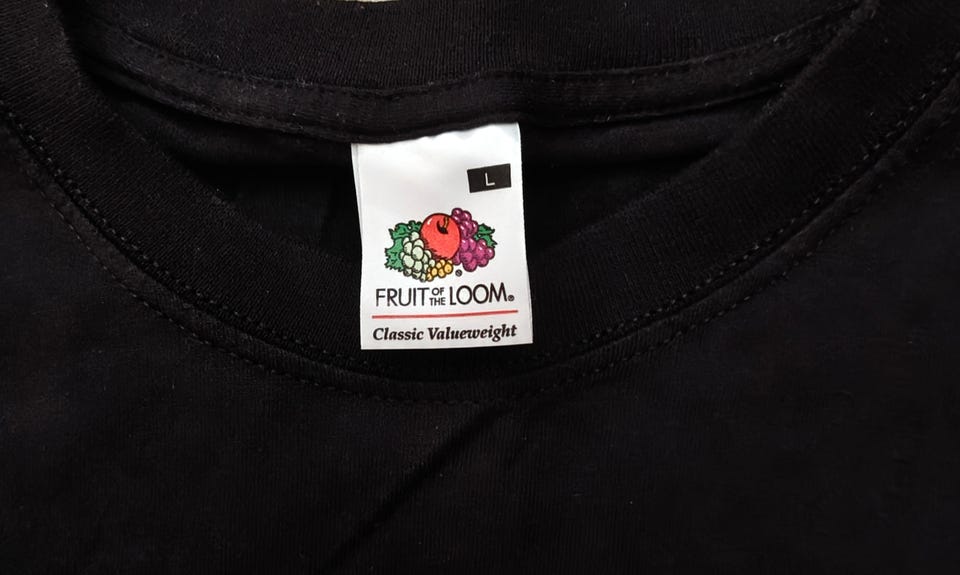 L
FRUIT OF THE LOOM®
Classic Valueweight